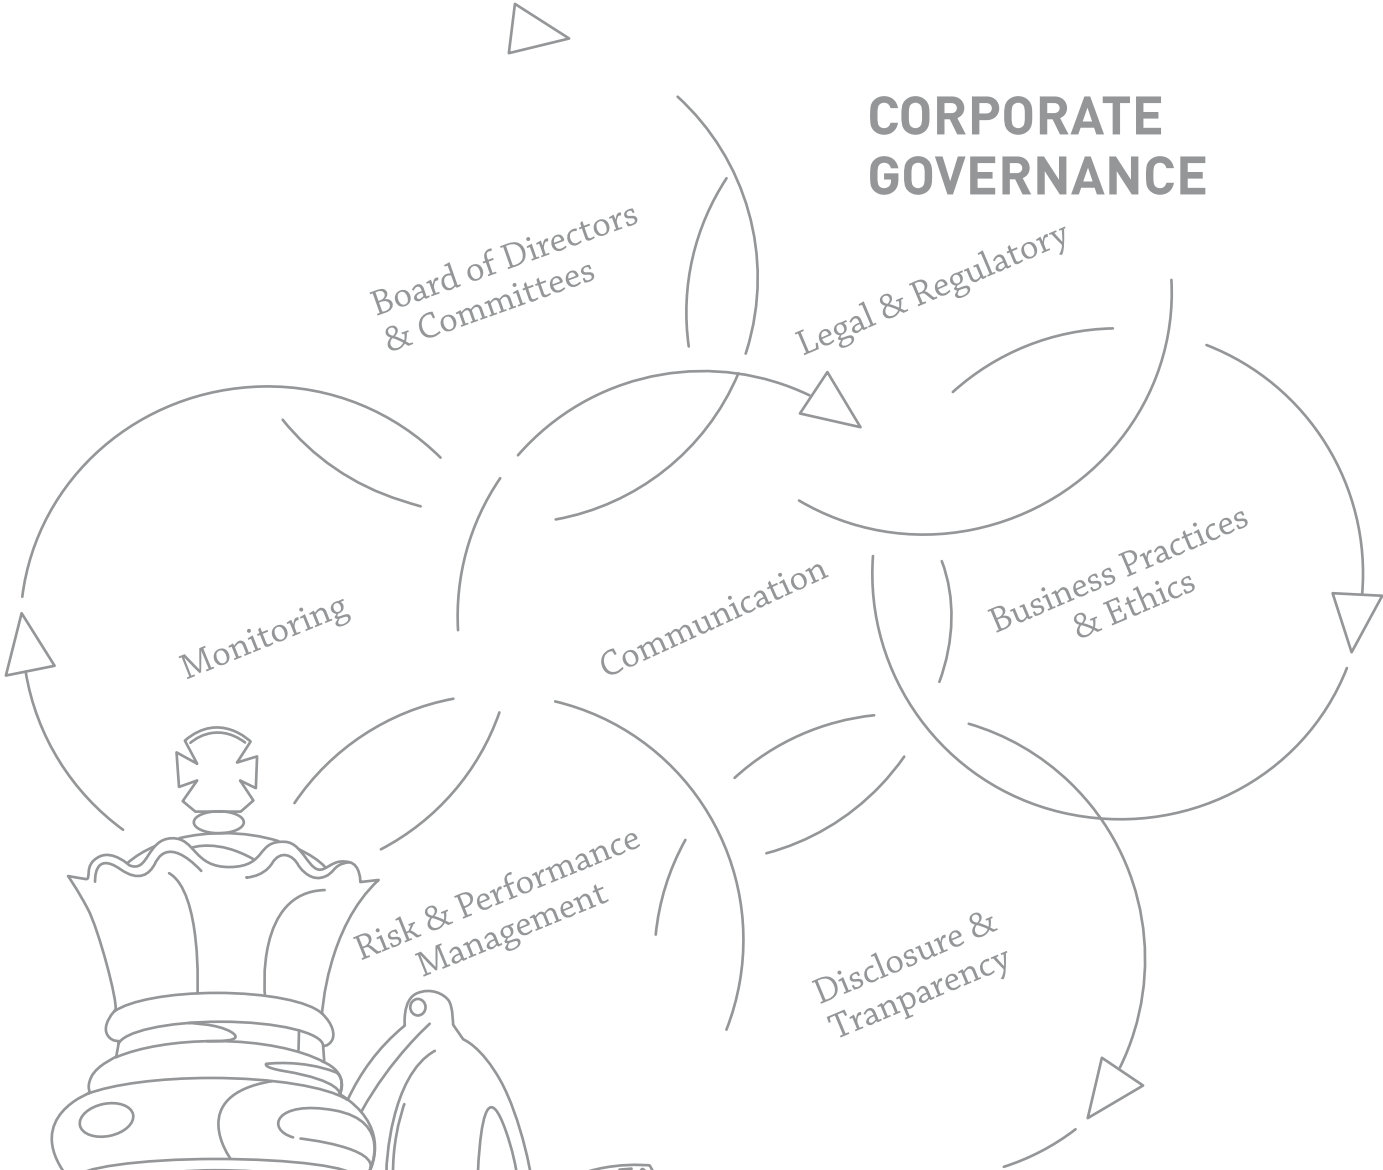 CORPORATE
GOVERNANCE
Board of Directors
& Committees
Legal & Regulatory
Business Practices
& Ethics
Communication
Monitoring
Risk & Performance
Management
Disclosure &
Tranparency